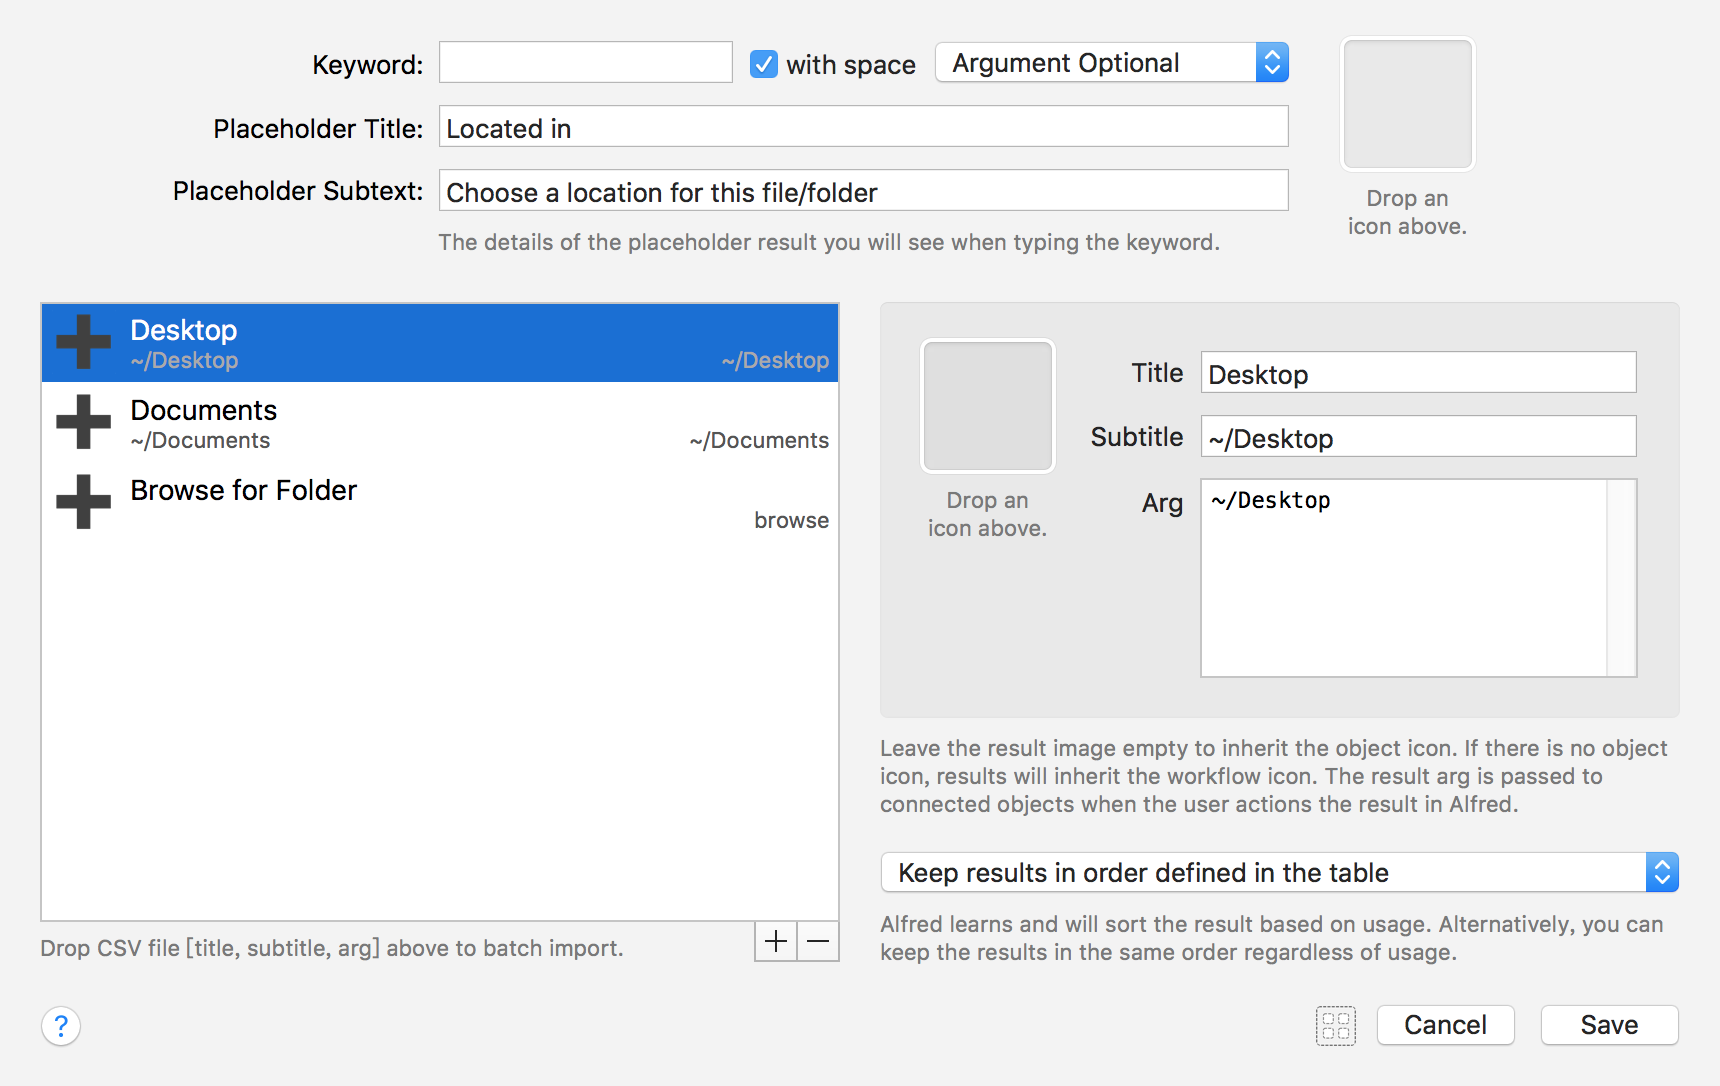 Keyword:
with space
Argument Optional
Placeholder Title:
Located in
Placeholder Subtext:
Choose a location for this file/folder
The details of the placeholder result you will see when typing the keyword.
Drop an
icon above.
Desktop
~/Desktop
~/Desktop
Documents
~/Documents
~/Documents
Browse for Folder
browse
Drop CSV file [title, subtitle, arg] above to batch import.
Drop an
icon above.
Title
Desktop
Subtitle
~/Desktop
Arg
~/Desktop
Leave the result image empty to inherit the object icon. If there is no object
icon, results will inherit the workflow icon. The result arg is passed to
connected objects when the user actions the result in Alfred.
Keep results in order defined in the table
Alfred learns and will sort the result based on usage. Alternatively, you can
keep the results in the same order regardless of usage.
?
Cancel
Save